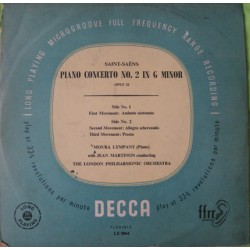 LONG PLAYING MICROGROOVE FULL FREQUENCY RANGE RECORDING
SAINT-SAËNS
PIANO CONCERTO NO. 2 IN G MINOR
OPUS 22
Side No. 1
First Movement: Andante sostenuto
Side No. 2
Second Movement: Allegro scherzando
Third Movement: Presto
MOURA LYMPANY (Piano)
with JEAN MARTINON conducting
THE LONDON PHILHARMONIC ORCHESTRA
play at 33⅓ revolutions per minute
DECCA
play at 33⅓ revolutions per minute
ffrr
LONG PLAYING